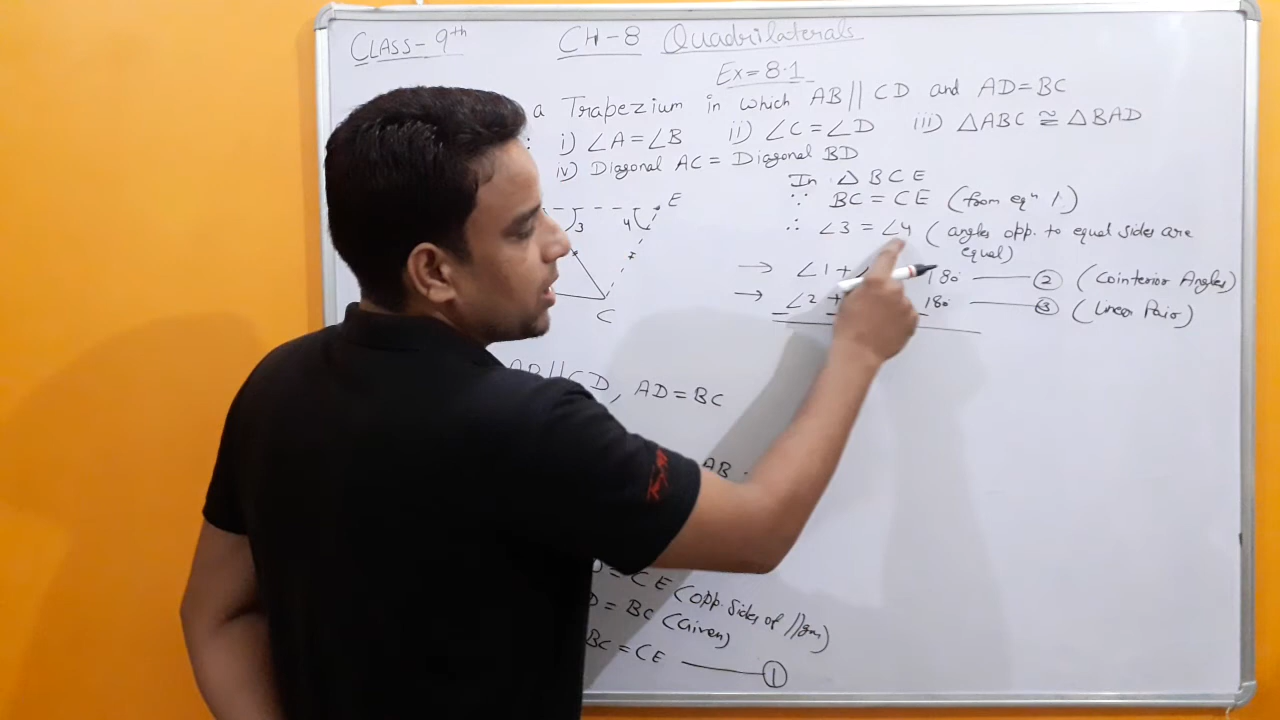 CLASS-9th
CH-8 Quadrilaterals
Ex=8.1
a Trapezium in which AB || CD and AD=BC
: i) ∠A=∠B ii) ∠C=∠D iii) △ABC ≅ △BAD
iv) Diagonal AC = Diagonal BD
In △ BCE
∵ BC = CE (from eqn 1)
∴ ∠3 = ∠4 (angles opp. to equal sides are
equal)
→ ∠1+ 180 — ② (Cointerior Angles)
→ ∠2 + 180 — ③ (Linear Pair)
E
3 4
C
AB//CD, AD=BC
AB
= CE (opp. sides of //gm)
= BC (Given)
BC = CE — ①